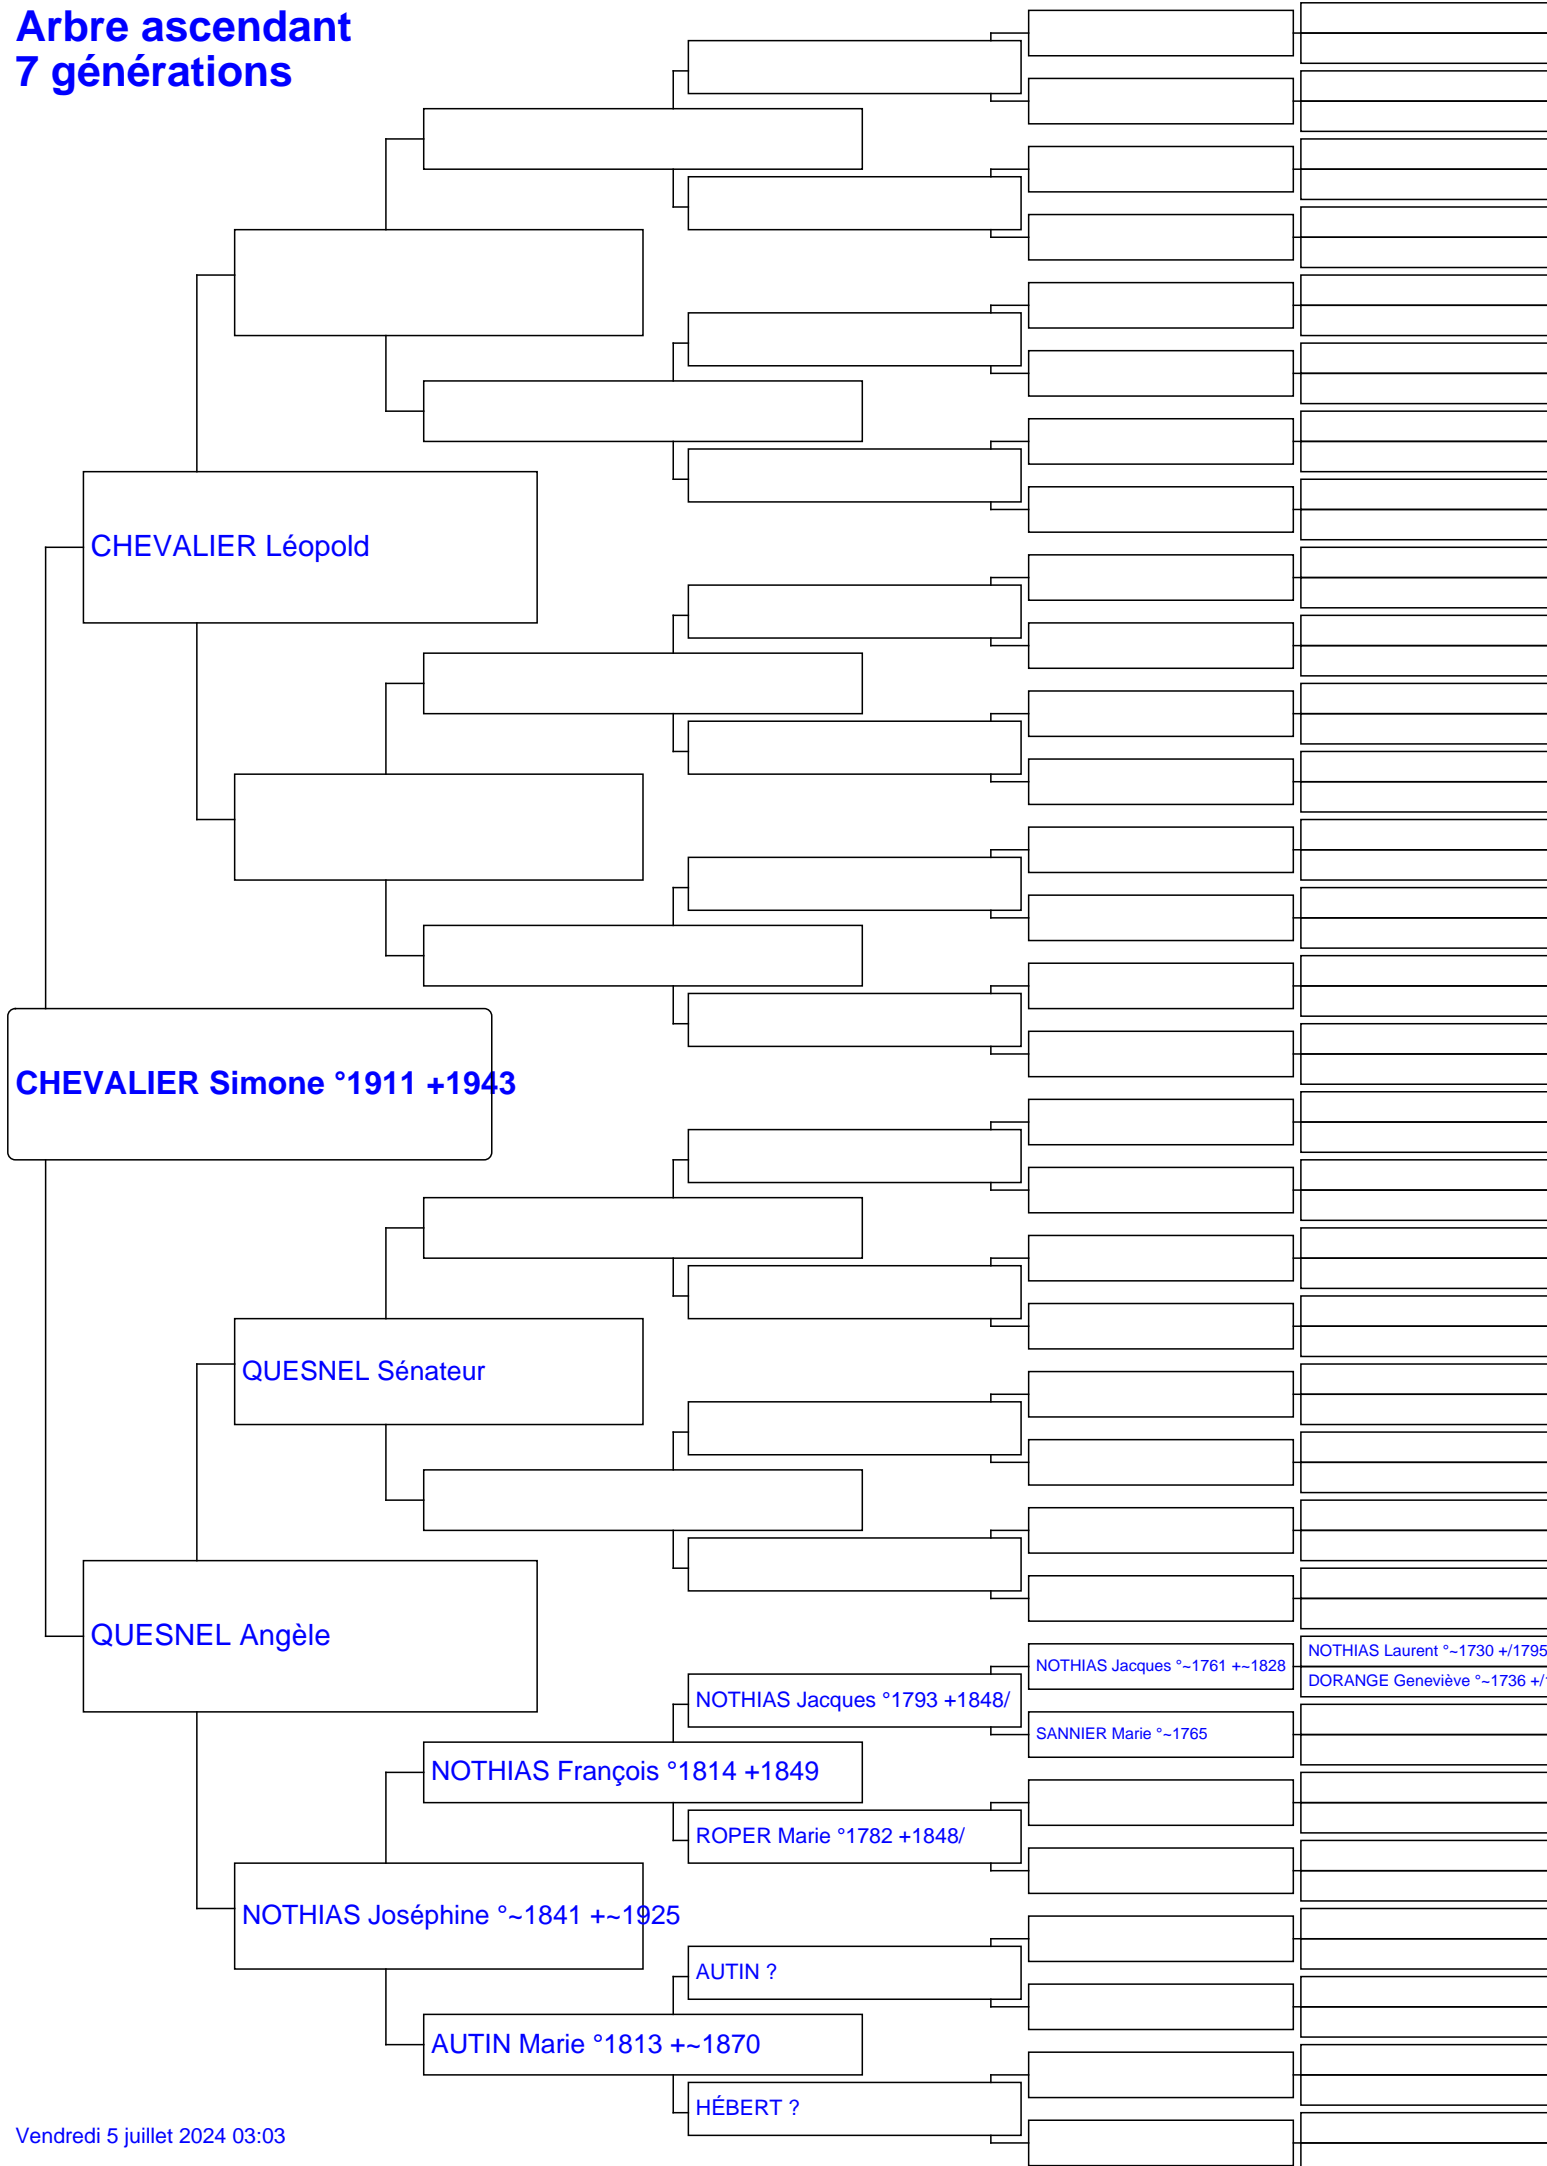 Arbre ascendant
7 générations
CHEVALIER Léopold
CHEVALIER Simone °1911 +1943
QUESNEL Sénateur
QUESNEL Angèle
NOTHIAS Jacques °~1761 +~1828
NOTHIAS Laurent °~1730 +/1795
DORANGE Geneviève °~1736 +/
NOTHIAS Jacques °1793 +1848/
SANNIER Marie °~1765
NOTHIAS François °1814 +1849
ROPER Marie °1782 +1848/
NOTHIAS Joséphine °~1841 +~1925
AUTIN ?
AUTIN Marie °1813 +~1870
HÉBERT ?
Vendredi 5 juillet 2024 03:03